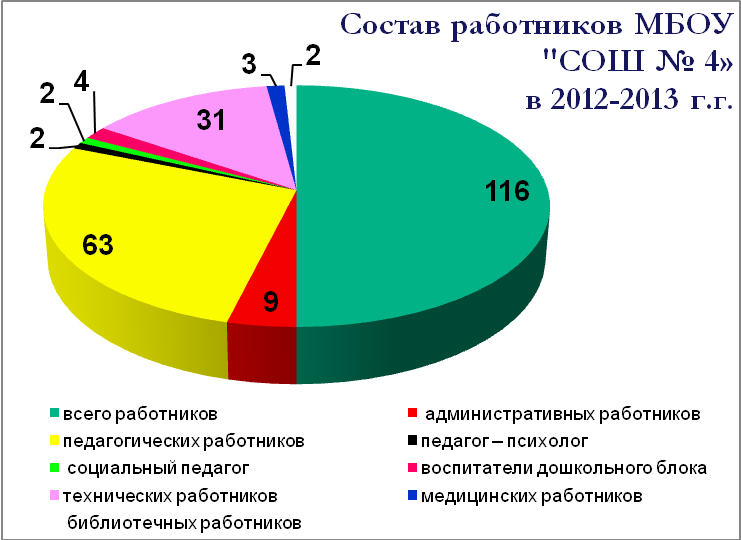 Состав работников МБОУ
"СОШ № 4»
в 2012-2013 г.г.
2
3
4
31
2
2
116
63
9
всего работников
административных работников
педагогических работников
педагог – психолог
социальный педагог
воспитатели дошкольного блока
технических работников
медицинских работников
библиотечных работников